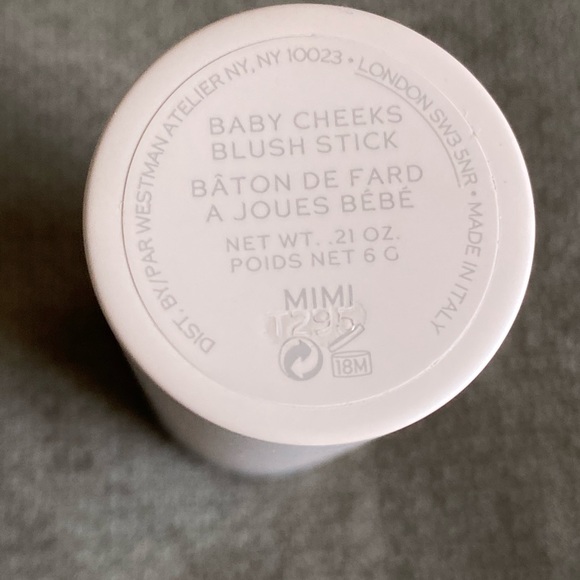 DIST. BY/PAR WESTMAN ATELIER NY, NY 10023 • LONDON SW3 5NR • MADE IN ITALY
BABY CHEEKS
BLUSH STICK
BÂTON DE FARD
A JOUES BÉBÉ
NET WT. .21 OZ.
POIDS NET 6 G
MIMI
T295
18M